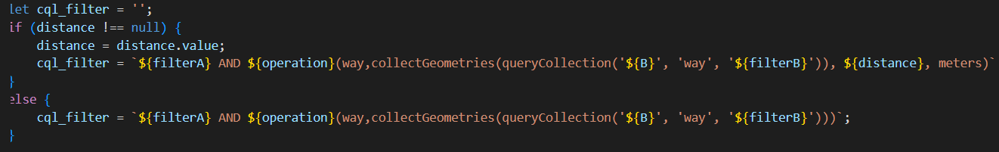 let cql_filter = '';
if (distance !== null) {
    distance = distance.value;
    cql_filter = `${filterA} AND ${operation}(way,collectGeometries(queryCollection('${B}', 'way', '${filterB}')), ${distance}, meters)`
}
else {
    cql_filter = `${filterA} AND ${operation}(way,collectGeometries(queryCollection('${B}', 'way', '${filterB}')))`;
}